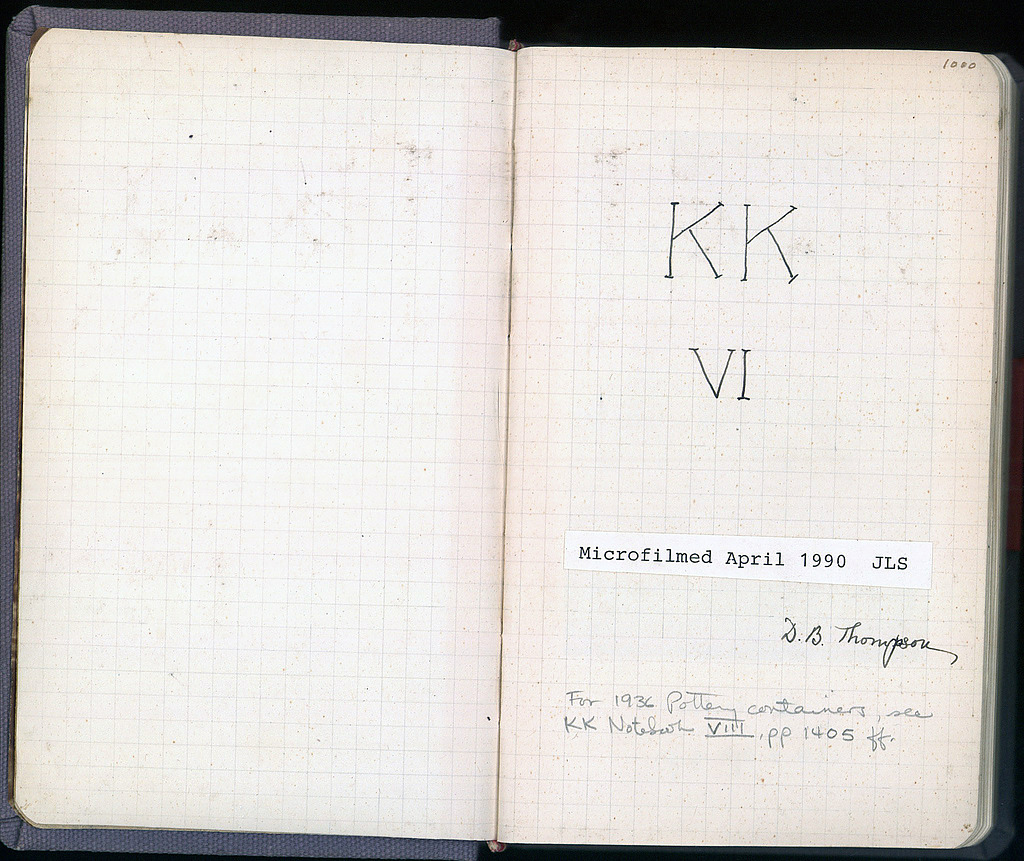 1000
KK
VI
Microfilmed April 1990 JLS
D. B. Thompson
For 1936 Pottery containers, see
KK Notebook VIII, pp 1405 ff.